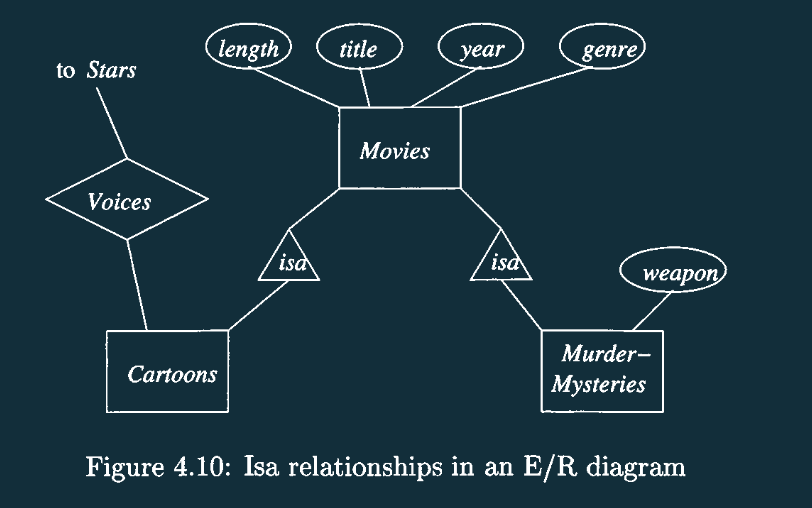 length title year genre
to Stars
Movies
Voices
isa isa
weapon
Murder–
Cartoons
Mysteries
Figure 4.10: Isa relationships in an E/R diagram